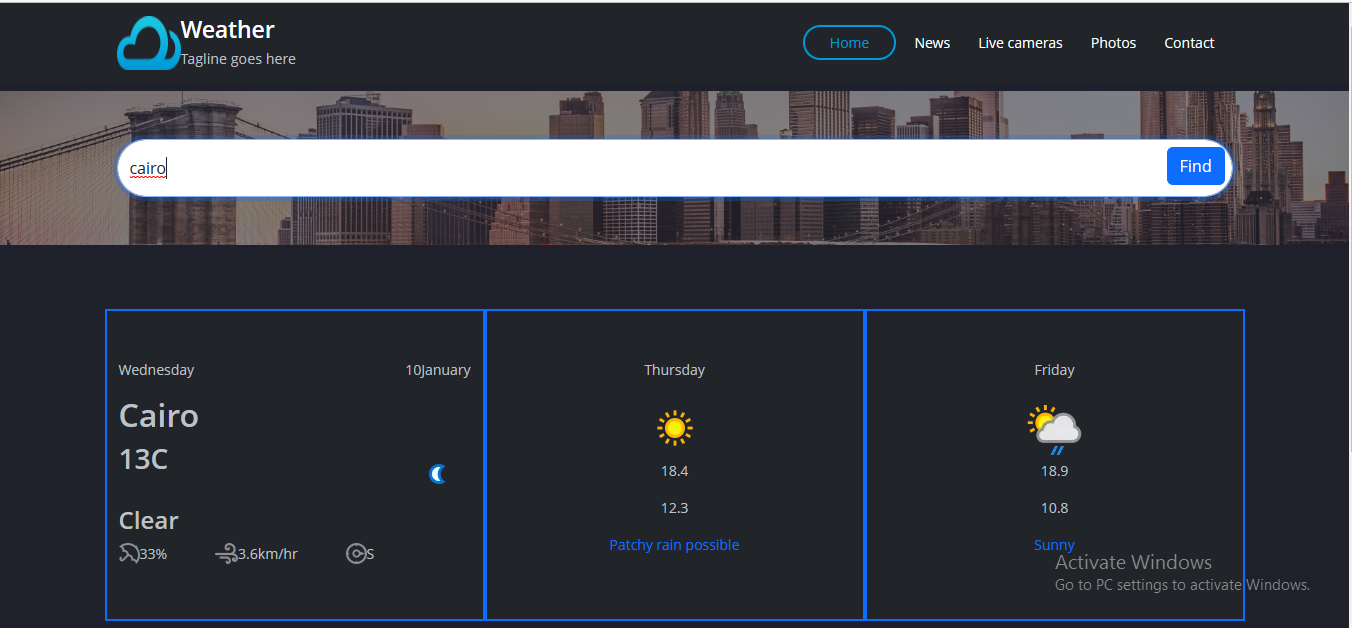 Weather
Tagline goes here
Home News Live cameras Photos Contact
cairo
Find
Wednesday 10January
Cairo
13C
Clear
33% 3.6km/hr S
Thursday
18.4
12.3
Patchy rain possible
Friday
18.9
10.8
Sunny
Activate Windows
Go to PC settings to activate Windows.